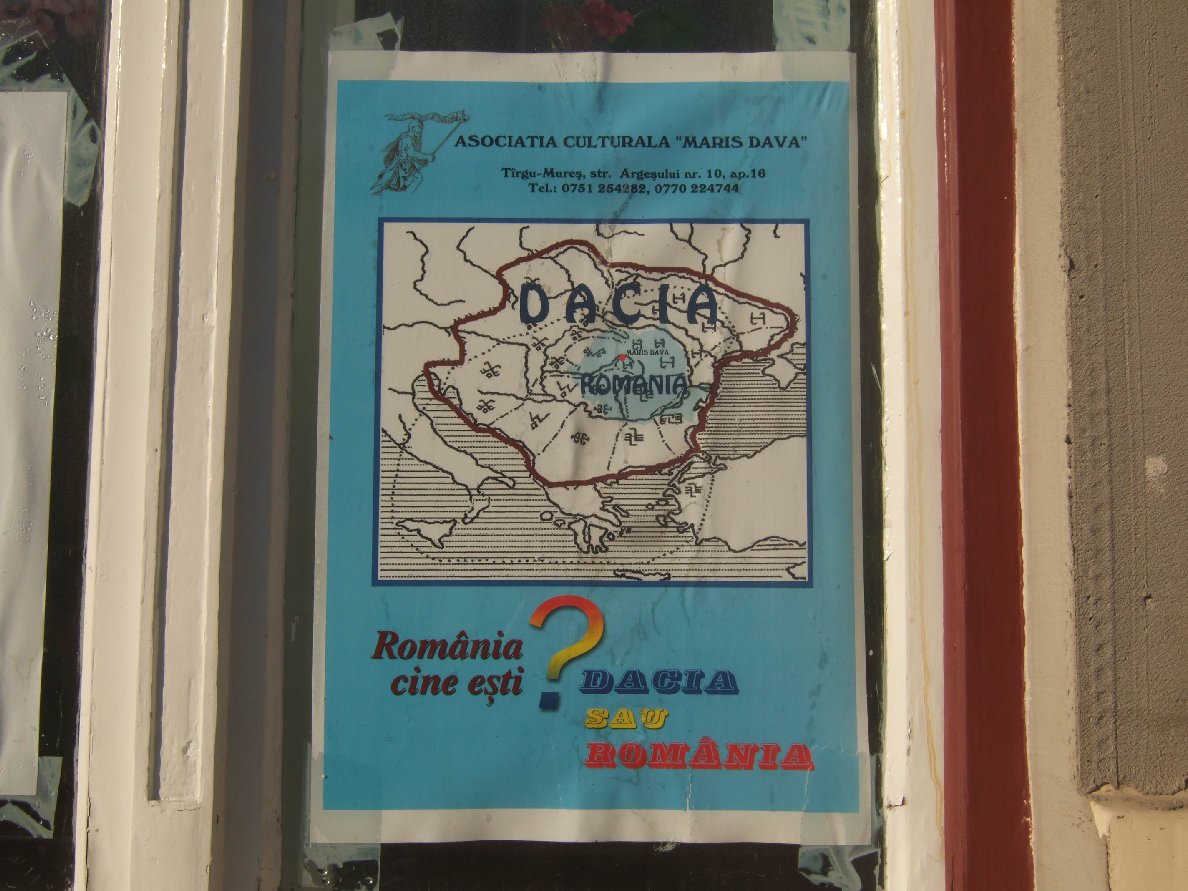 ASOCIATIA CULTURALA "MARIS DAVA"
Tîrgu-Mureş, str. Argeşului nr. 10, ap.16
Tel.: 0751 254282, 0770 224744
DACIA
MARIS DAVA
ROMANIA
România
cine eşti
?
DACIA
SAU
ROMÂNIA